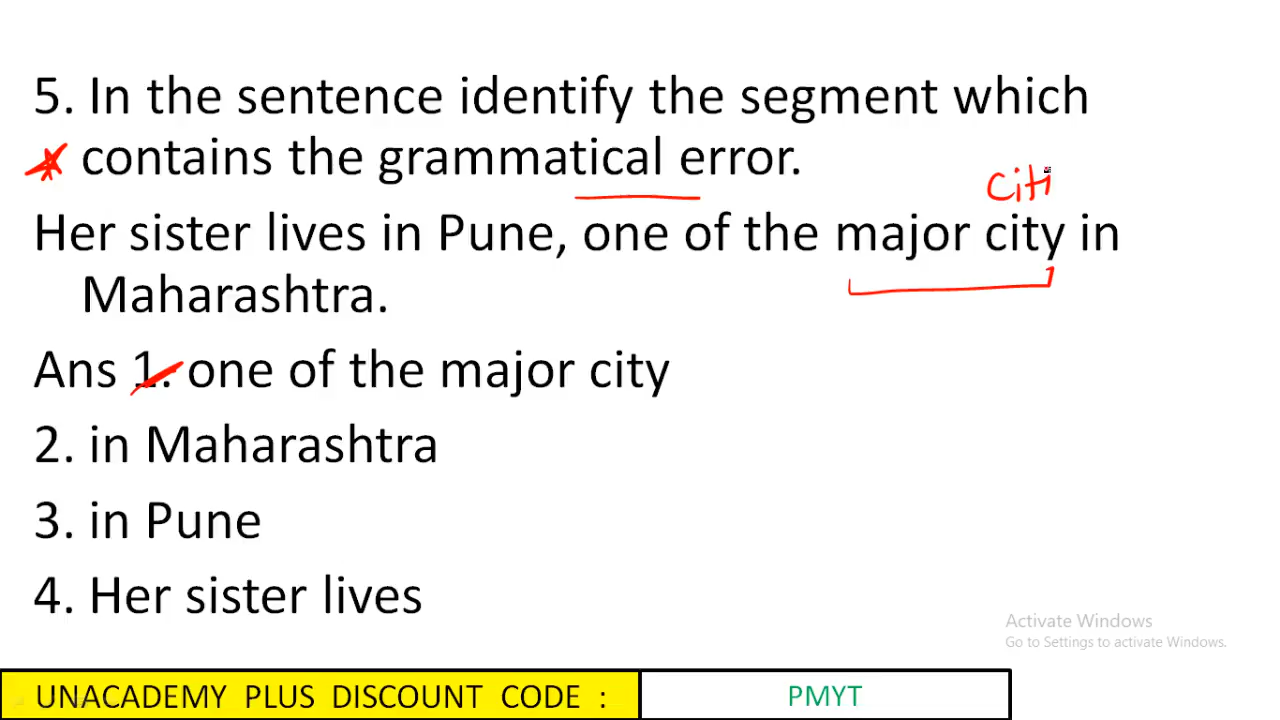 5. In the sentence identify the segment which
contains the grammatical error.
citi
Her sister lives in Pune, one of the major city in
Maharashtra.
Ans 1. one of the major city
2. in Maharashtra
3. in Pune
4. Her sister lives
Activate Windows
Go to Settings to activate Windows.
UNACADEMY PLUS DISCOUNT CODE : PMYT